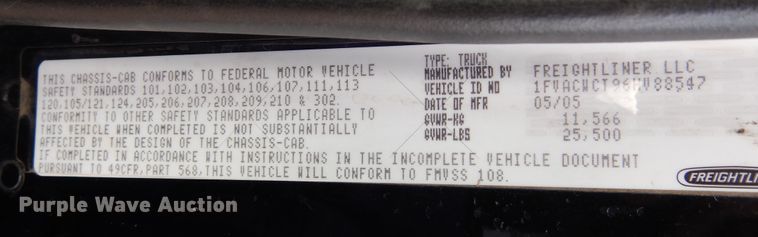 THIS CHASSIS-CAB CONFORMS TO FEDERAL MOTOR VEHICLE
SAFETY STANDARDS 101,102,103,104,106,107,111,113
120,105/121,124,205,206,207,208,209,210 & 302.
CONFORMITY TO OTHER SAFETY STANDARDS APPLICABLE TO
THIS VEHICLE WHEN COMPLETED IS NOT SUBSTANTIALLY
AFFECTED BY THE DESIGN OF THE CHASSIS-CAB.
IF COMPLETED IN ACCORDANCE WITH INSTRUCTIONS IN THE INCOMPLETE VEHICLE DOCUMENT
PURSUANT TO 49CFR,PART 568,THIS VEHICLE WILL CONFORM TO FMVSS 108.
TYPE: TRUCK
MANUFACTURED BY FREIGHTLINER LLC
VEHICLE ID NO 1FVACWCT96HV88547
DATE OF MFR 05/05
GVWR-KG 11,566
GVWR-LBS 25,500
FREIGHTLI
Purple Wave Auction